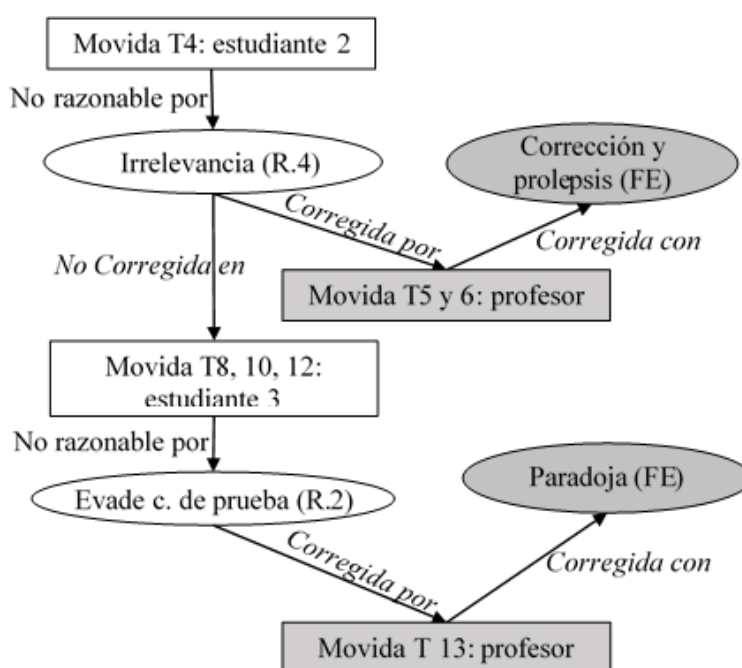 Movida T4: estudiante 2
No razonable por
Irrelevancia (R.4)
Corrección y
prolepsis (FE)
Corregida por
Corregida con
No Corregida en
Movida T5 y 6: profesor
Movida T8, 10, 12:
estudiante 3
No razonable por
Evade c. de prueba (R.2)
Paradoja (FE)
Corregida por
Corregida con
Movida T 13: profesor